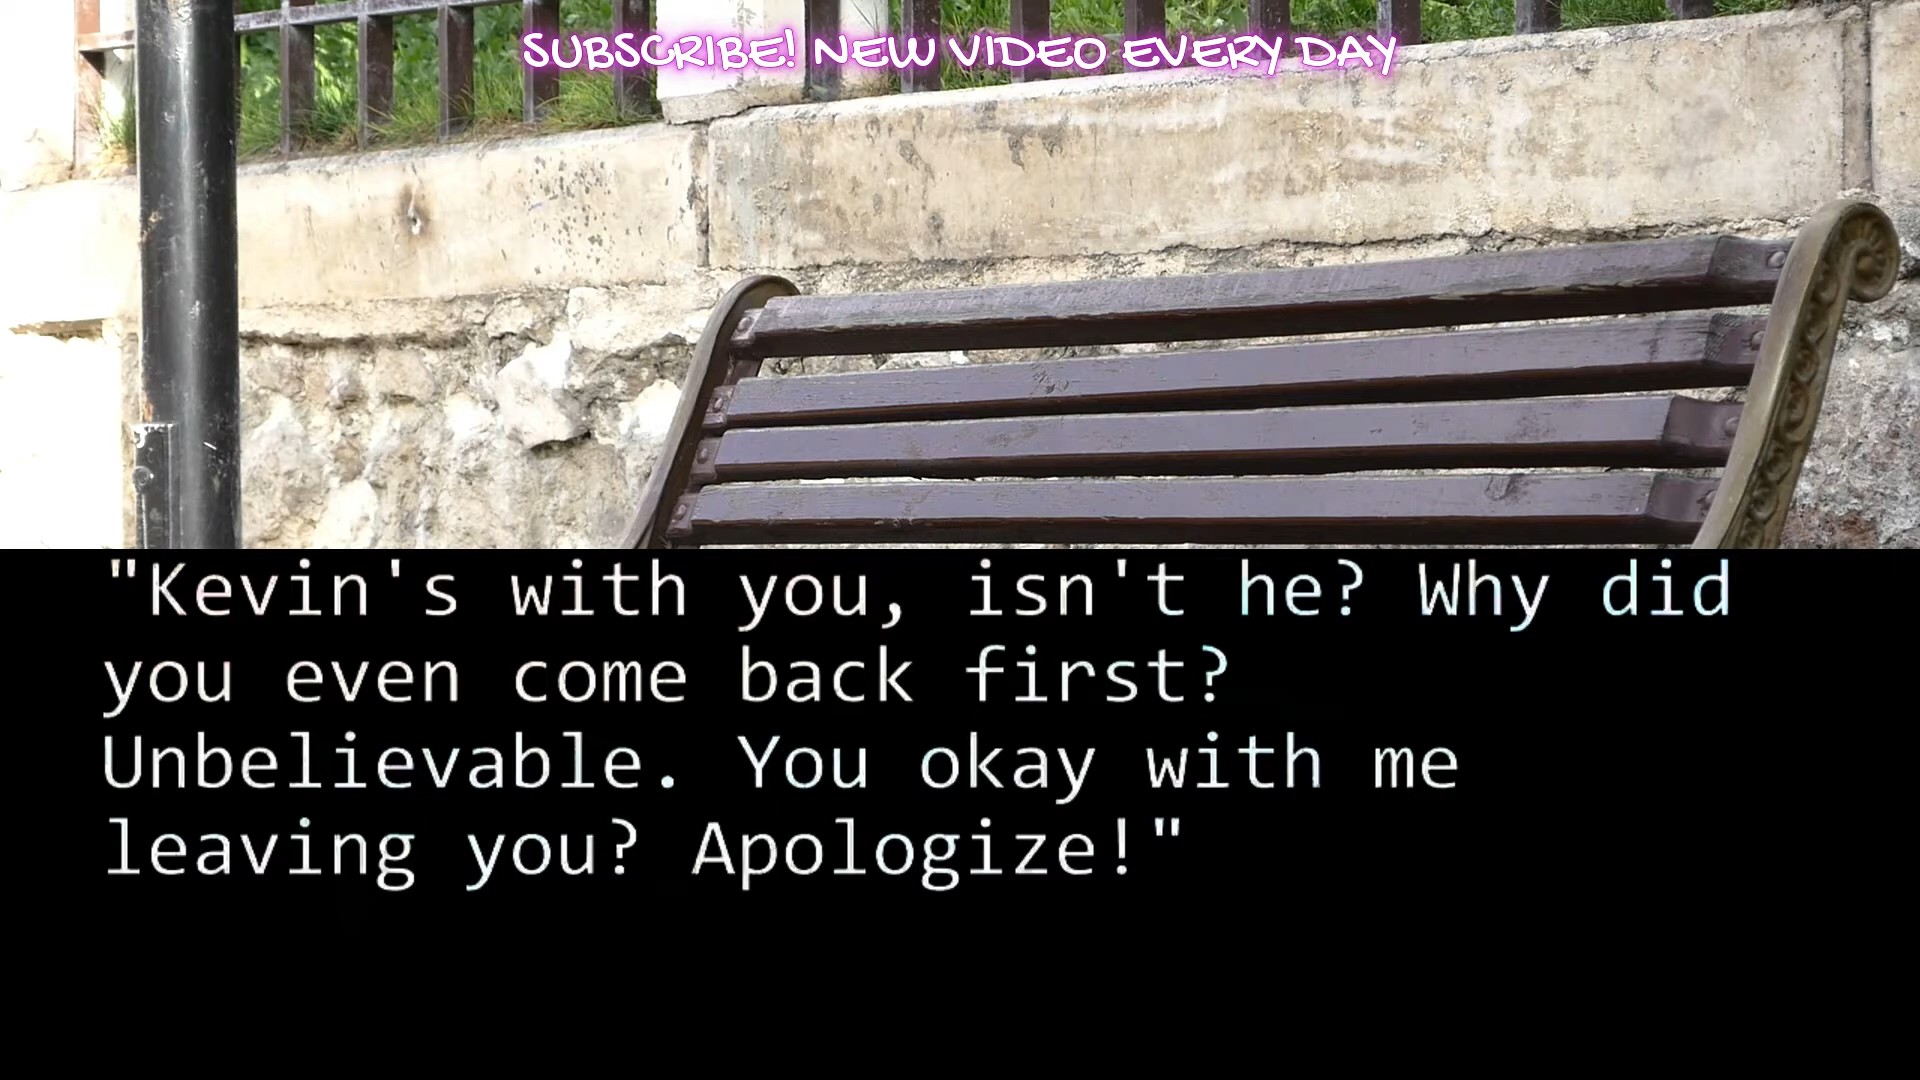 SUBSCRIBE! NEW VIDEO EVERY DAY
"Kevin's with you, isn't he? Why did
you even come back first?
Unbelievable. You okay with me
leaving you? Apologize!"